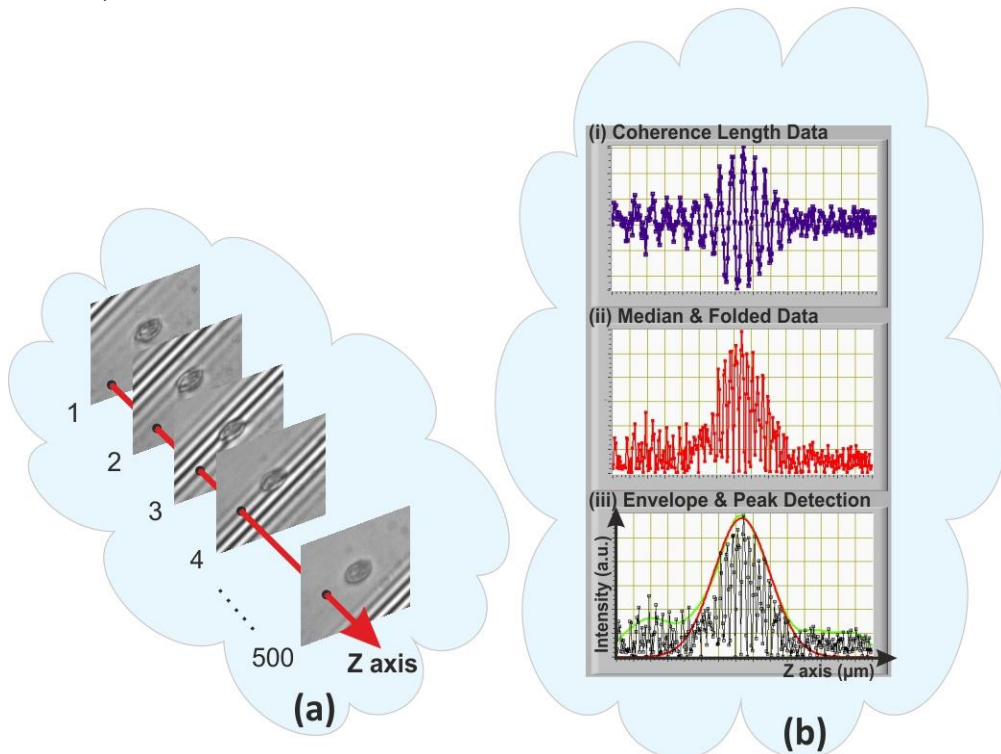 1
2
3
4
.....
500
Z axis
(a)
(i) Coherence Length Data
(ii) Median & Folded Data
(iii) Envelope & Peak Detection
Intensity (a.u.)
Z axis (µm)
(b)